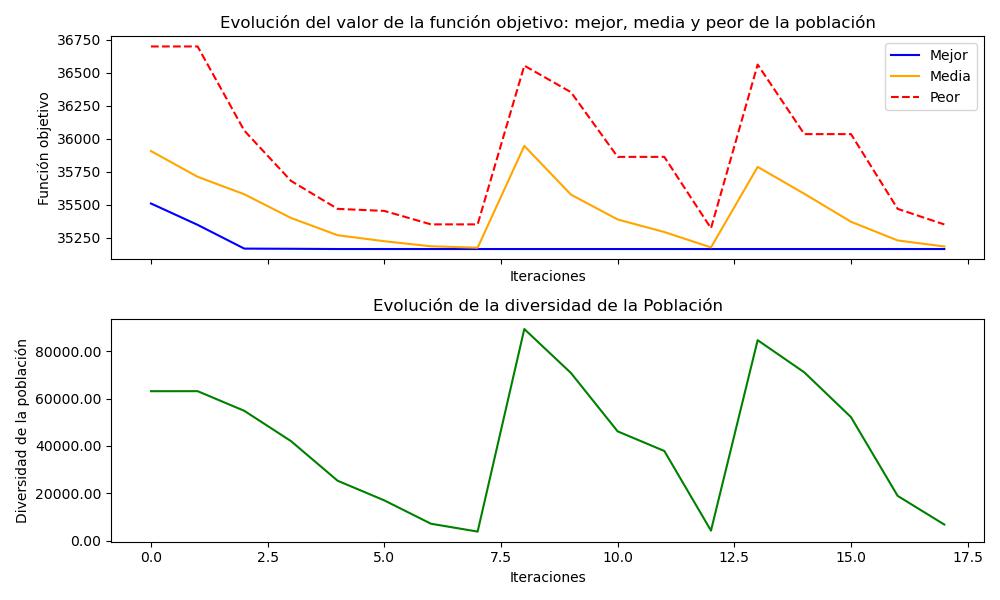 Evolución del valor de la función objetivo: mejor, media y peor de la población
Función objetivo
36750
36500
36250
36000
35750
35500
35250
Mejor
Media
Peor
Iteraciones
Evolución de la diversidad de la Población
Diversidad de la población
80000.00
60000.00
40000.00
20000.00
0.00
0.0 2.5 5.0 7.5 10.0 12.5 15.0 17.5
Iteraciones